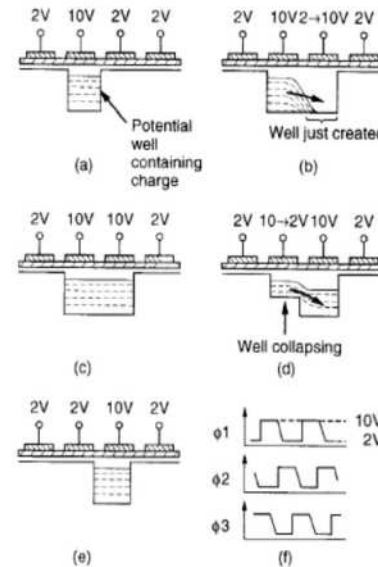 2V 10V 2V 2V
Potential
well
containing
charge
(a)
2V 10V 2→10V 2V
Well just created
(b)
2V 10V 10V 2V
(c)
2V 10→2V 10V 2V
Well collapsing
(d)
2V 2V 10V 2V
(e)
ϕ1
10V
2V
ϕ2
ϕ3
(f)